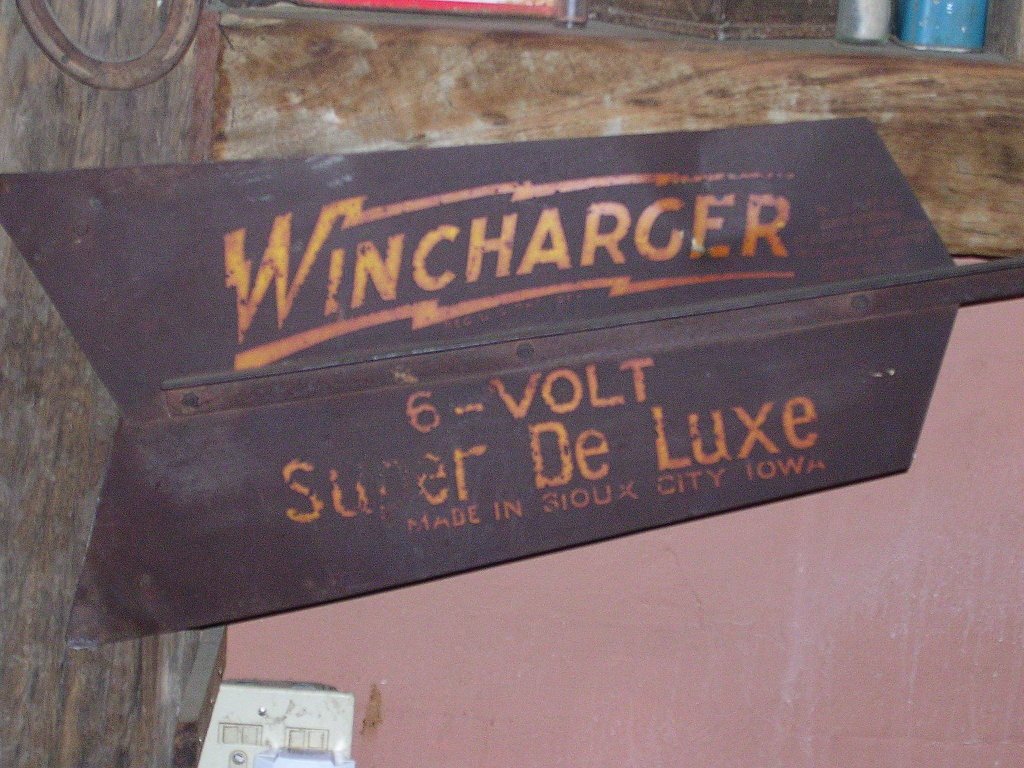 WINCHARGER
6-VOLT
Super De Luxe
MADE IN SIOUX CITY IOWA